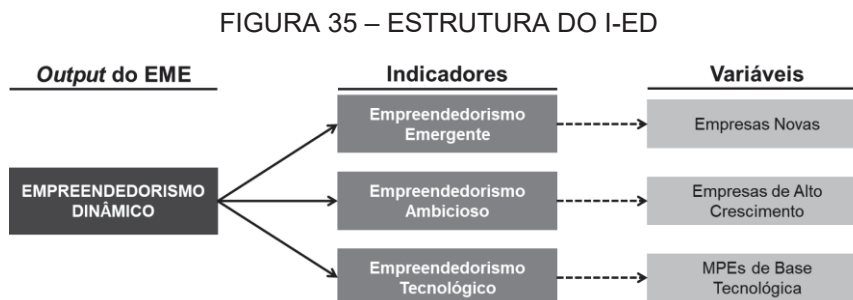 FIGURA 35 – ESTRUTURA DO I-ED
Output do EME
Indicadores
Variáveis
EMPREENDEDORISMO
DINÂMICO
Empreendedorismo
Emergente
Empresas Novas
Empreendedorismo
Ambicioso
Empresas de Alto
Crescimento
Empreendedorismo
Tecnológico
MPEs de Base
Tecnológica